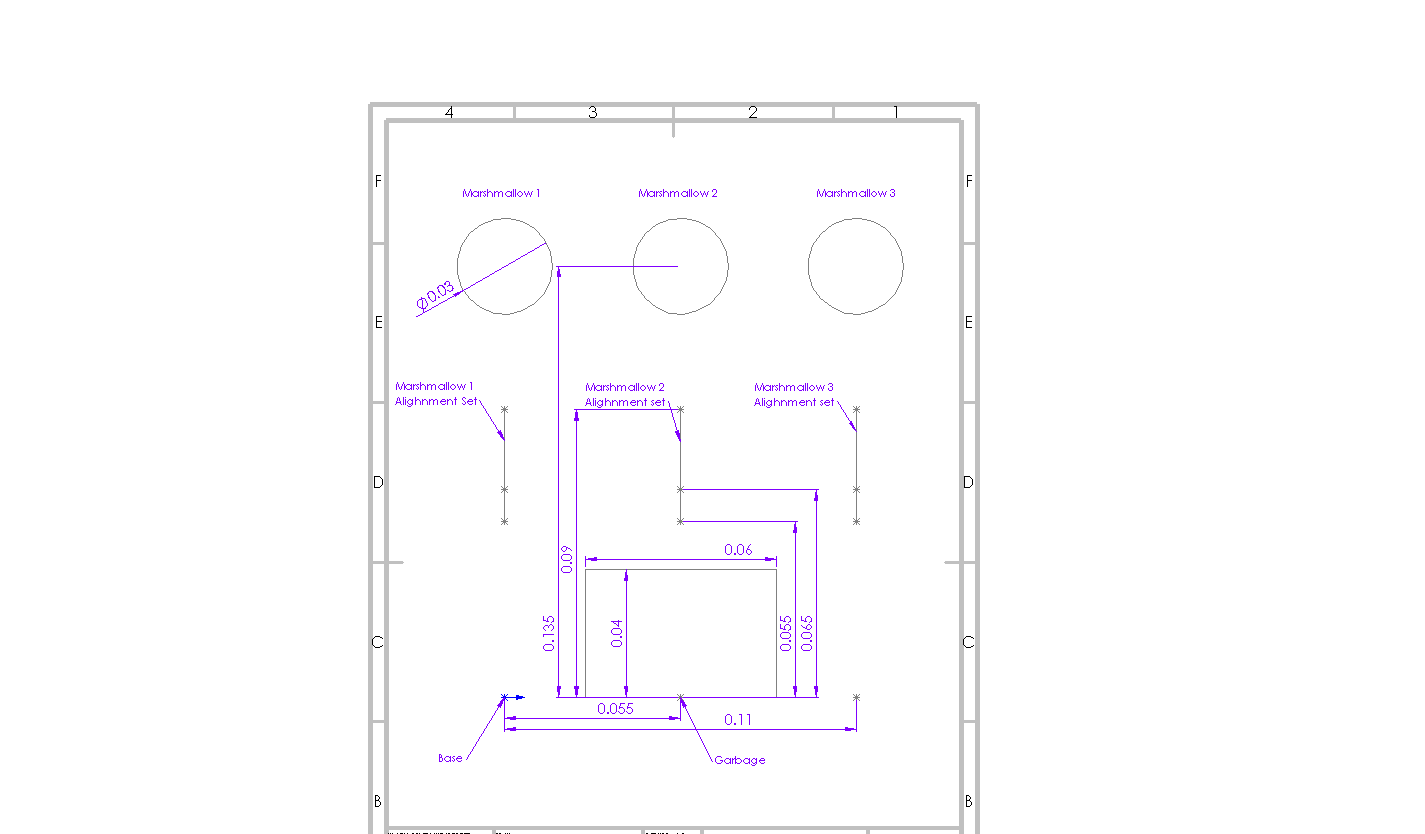 4 3 2 1
F F
Marshmallow 1 Marshmallow 2 Marshmallow 3
Ø0.03
E E
Marshmallow 1
Alighnment Set
Marshmallow 2
Alighnment set
Marshmallow 3
Alighnment set
D D
0.09
0.06
0.135
0.04
0.055
0.065
C C
0.055
0.11
Base
Garbage
B B